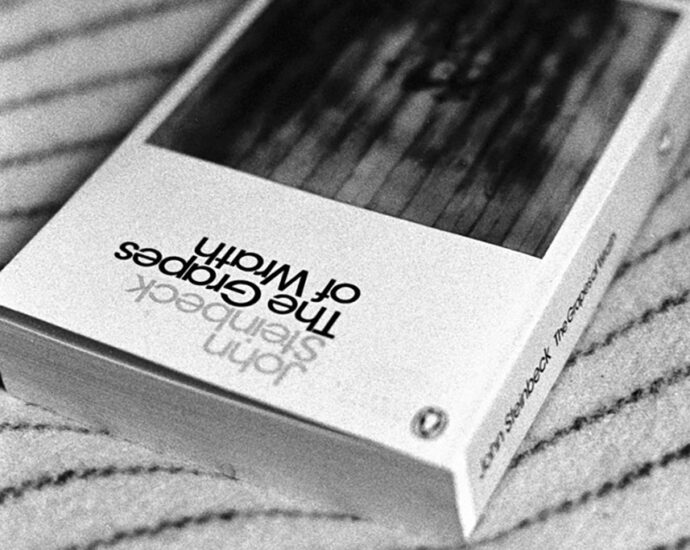 John
Steinbeck
The Grapes
of Wrath
John Steinbeck The Grapes of Wrath